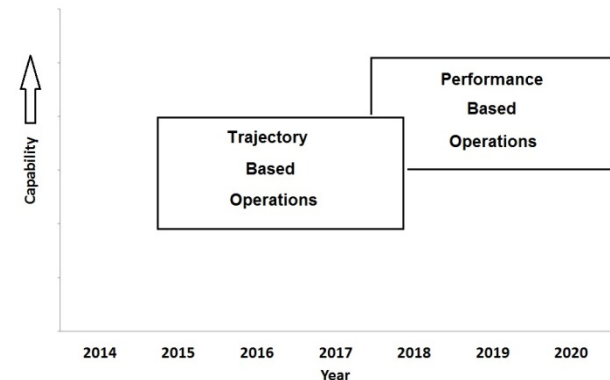 Performance
Based
Operations
Trajectory
Based
Operations
Capability
2014 2015 2016 2017 2018 2019 2020
Year